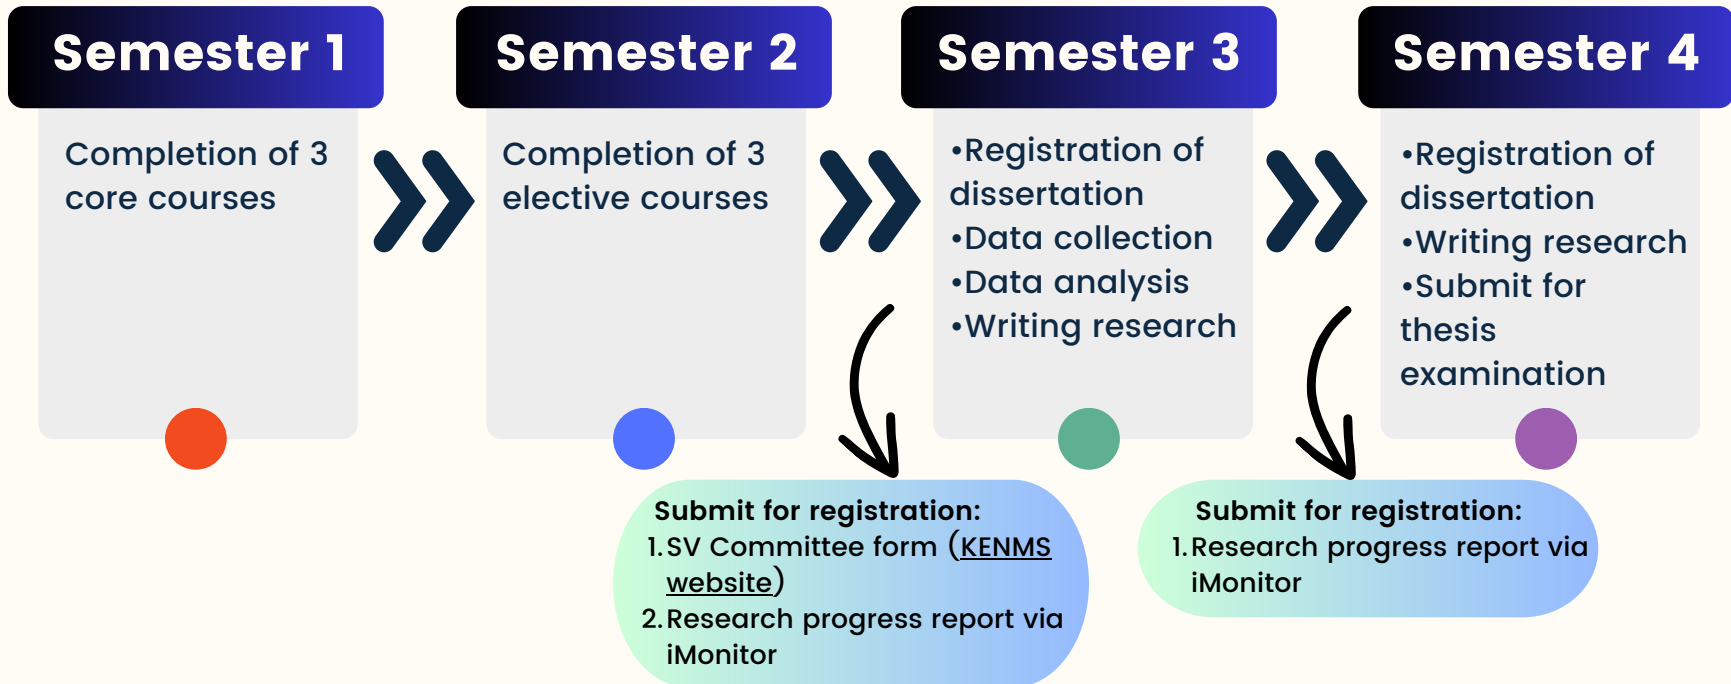 Semester 1
Completion of 3
core courses
Semester 2
Completion of 3
elective courses
Semester 3
•Registration of
dissertation
•Data collection
•Data analysis
•Writing research
Semester 4
•Registration of
dissertation
•Writing research
•Submit for
thesis
examination
Submit for registration:
1.SV Committee form (KENMS
website)
2.Research progress report via
iMonitor
Submit for registration:
1.Research progress report via
iMonitor